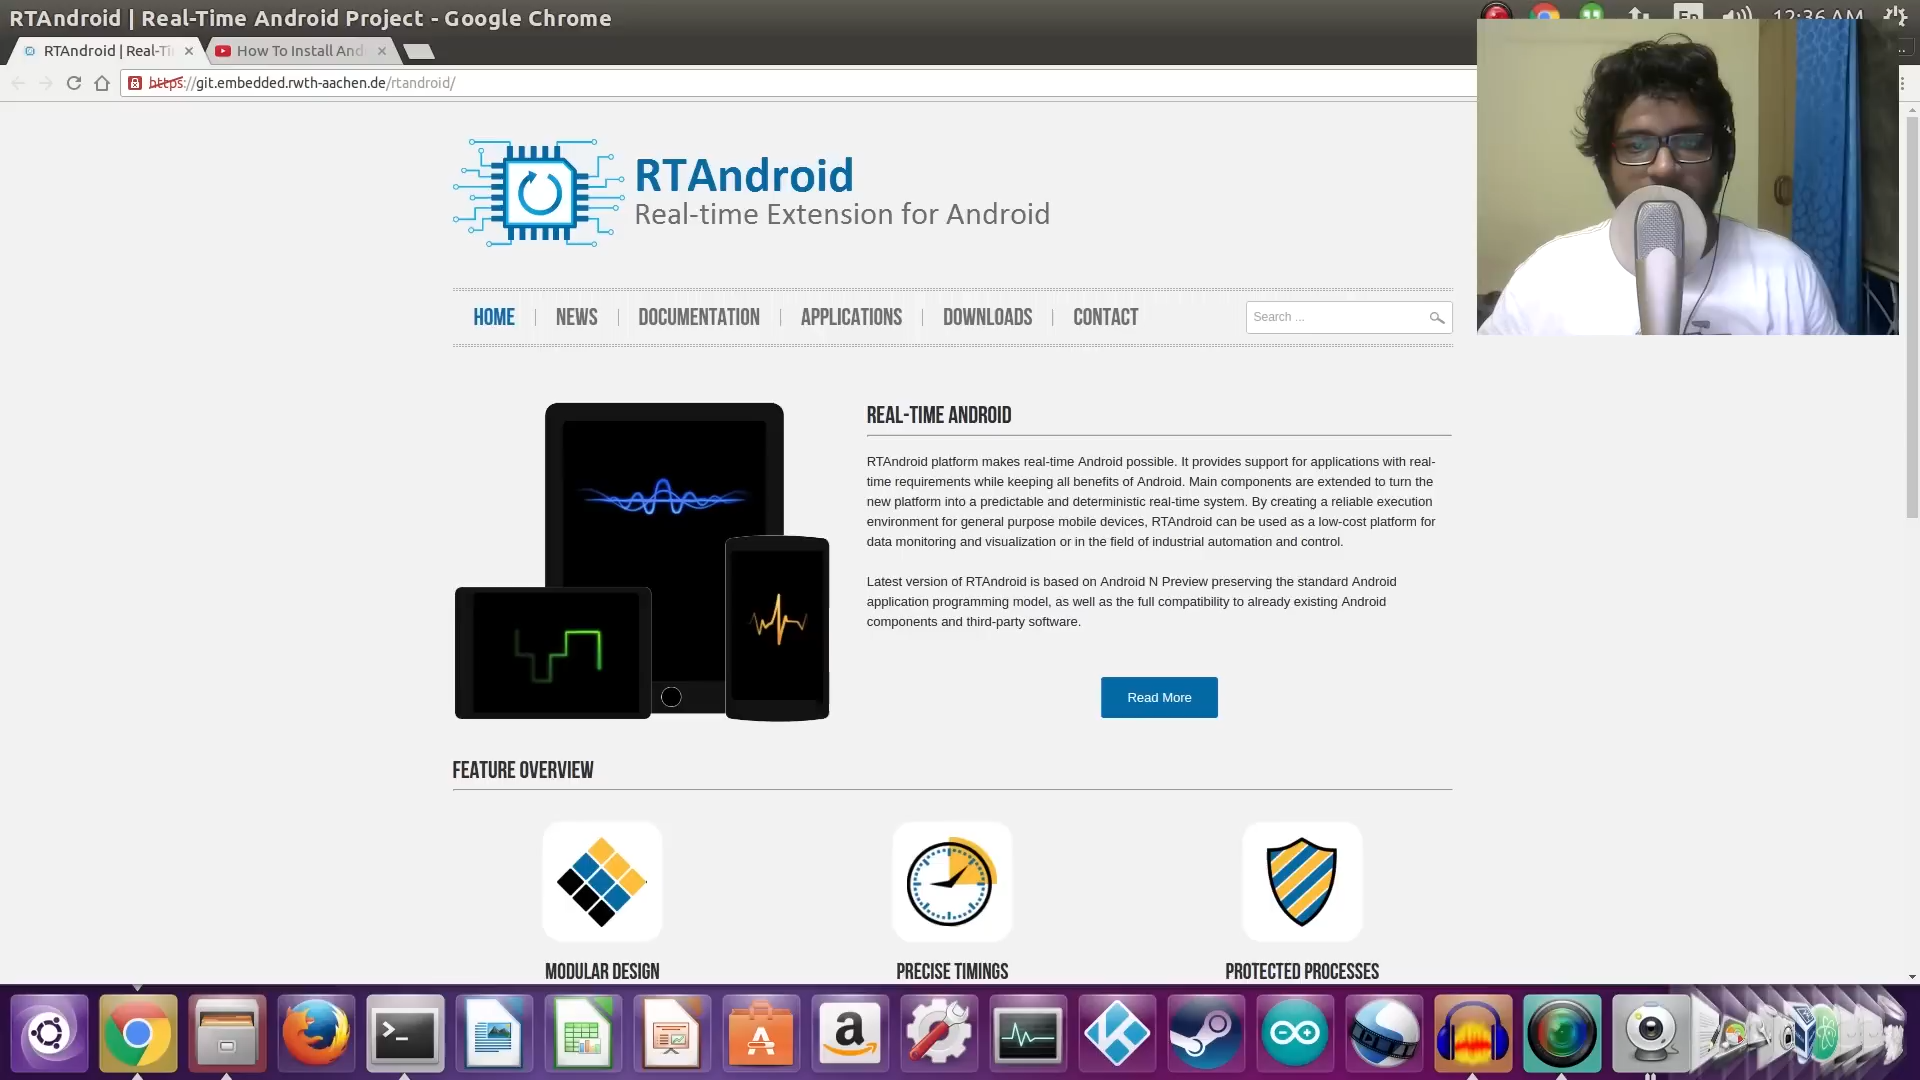 RTAndroid | Real-Time Android Project - Google Chrome
En
12:36 AM
RTAndroid | Real-Ti
How To Install And
https://git.embedded.rwth-aachen.de/rtandroid/
RTAndroid
Real-time Extension for Android
HOME
NEWS
DOCUMENTATION
APPLICATIONS
DOWNLOADS
CONTACT
Search ...
REAL-TIME ANDROID
RTAndroid platform makes real-time Android possible. It provides support for applications with real-
time requirements while keeping all benefits of Android. Main components are extended to turn the
new platform into a predictable and deterministic real-time system. By creating a reliable execution
environment for general purpose mobile devices, RTAndroid can be used as a low-cost platform for
data monitoring and visualization or in the field of industrial automation and control.
Latest version of RTAndroid is based on Android N Preview preserving the standard Android
application programming model, as well as the full compatibility to already existing Android
components and third-party software.
Read More
FEATURE OVERVIEW
MODULAR DESIGN
PRECISE TIMINGS
PROTECTED PROCESSES